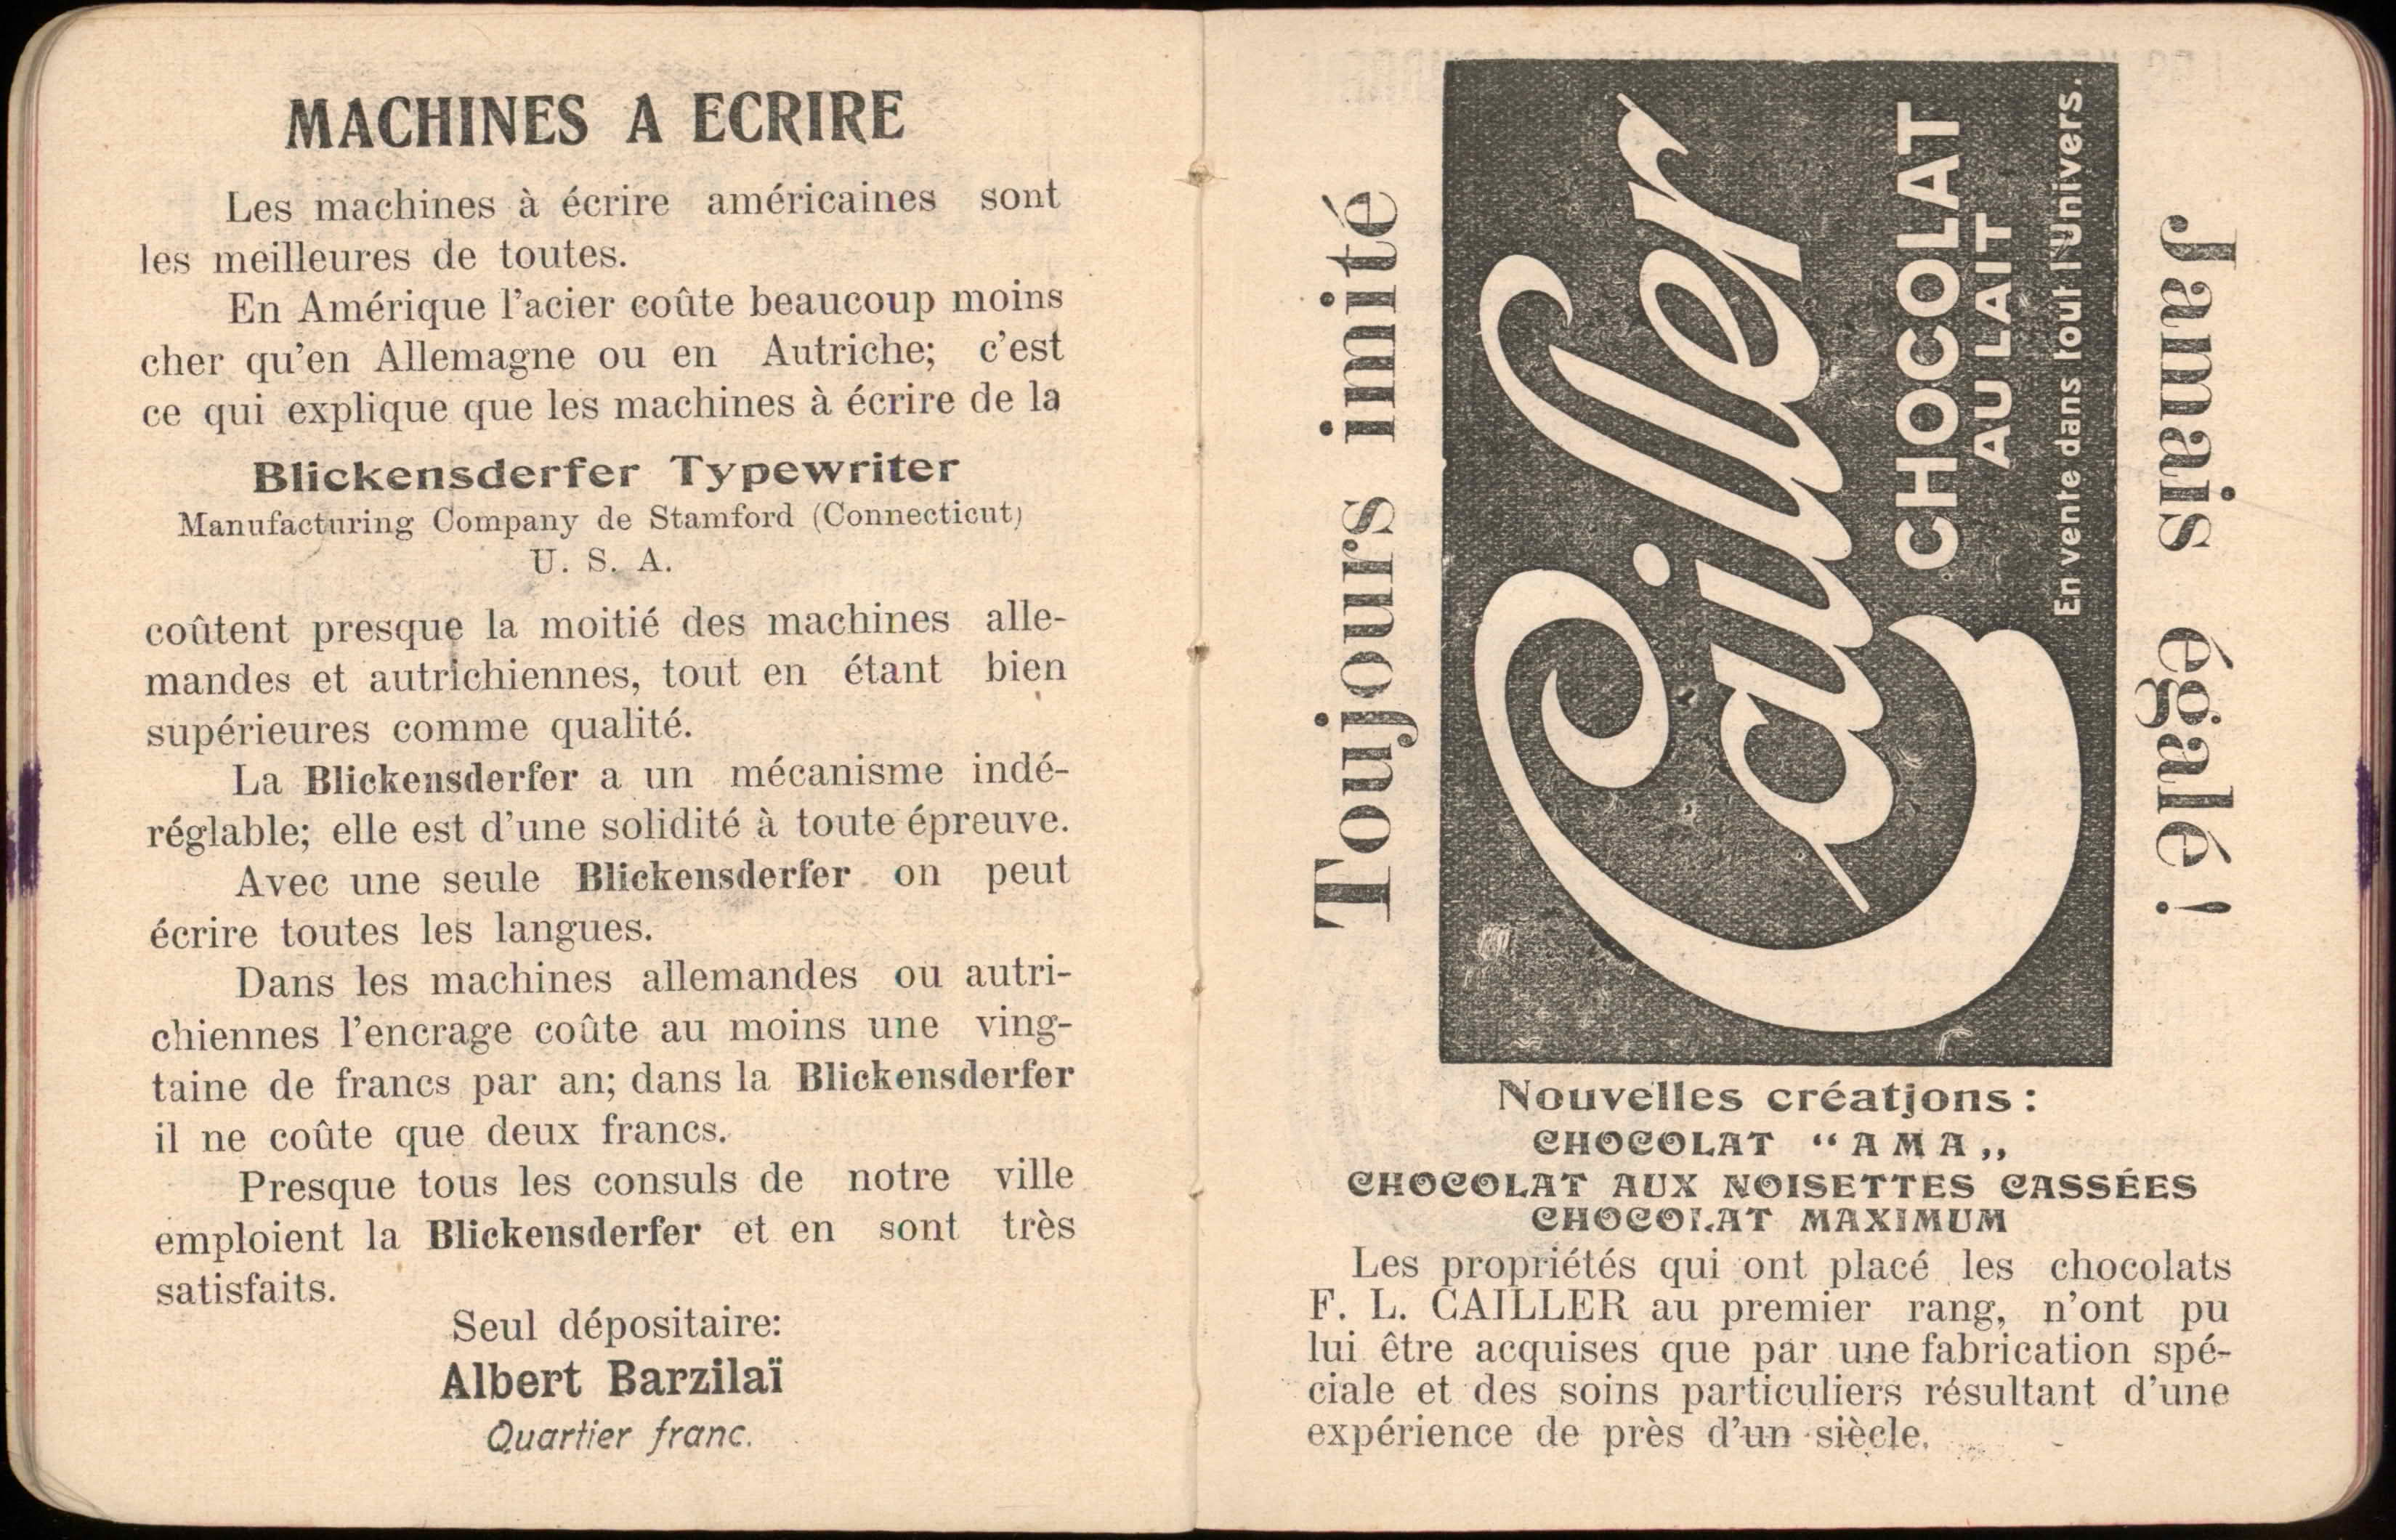 MACHINES A ECRIRE
Les machines à écrire américaines sont
les meilleures de toutes.
En Amérique l'acier coûte beaucoup moins
cher qu'en Allemagne ou en Autriche; c'est
ce qui explique que les machines à écrire de la
Blickensderfer Typewriter
Manufacturing Company de Stamford (Connecticut)
U. S. A.
coûtent presque la moitié des machines alle-
mandes et autrichiennes, tout en étant bien
supérieures comme qualité.
La Blickensderfer a un mécanisme indé-
réglable; elle est d'une solidité à toute épreuve.
Avec une seule Blickensderfer on peut
écrire toutes les langues.
Dans les machines allemandes ou autri-
chiennes l'encrage coûte au moins une ving-
taine de francs par an; dans la Blickensderfer
il ne coûte que deux francs.
Presque tous les consuls de notre ville
emploient la Blickensderfer et en sont très
satisfaits.
Seul dépositaire:
Albert Barzilaï
Quartier franc.
Toujours imité
Cailler
CHOCOLAT
AU LAIT
En vente dans tout l'Univers.
Jamais égalé!
Nouvelles créatjons:
CHOCOLAT “AMA„
CHOCOLAT AUX NOISETTES CASSÉES
CHOCOLAT MAXIMUM
Les propriétés qui ont placé les chocolats
F. L. CAILLER au premier rang, n'ont pu
lui être acquises que par une fabrication spé-
ciale et des soins particuliers résultant d'une
expérience de près d'un siècle.